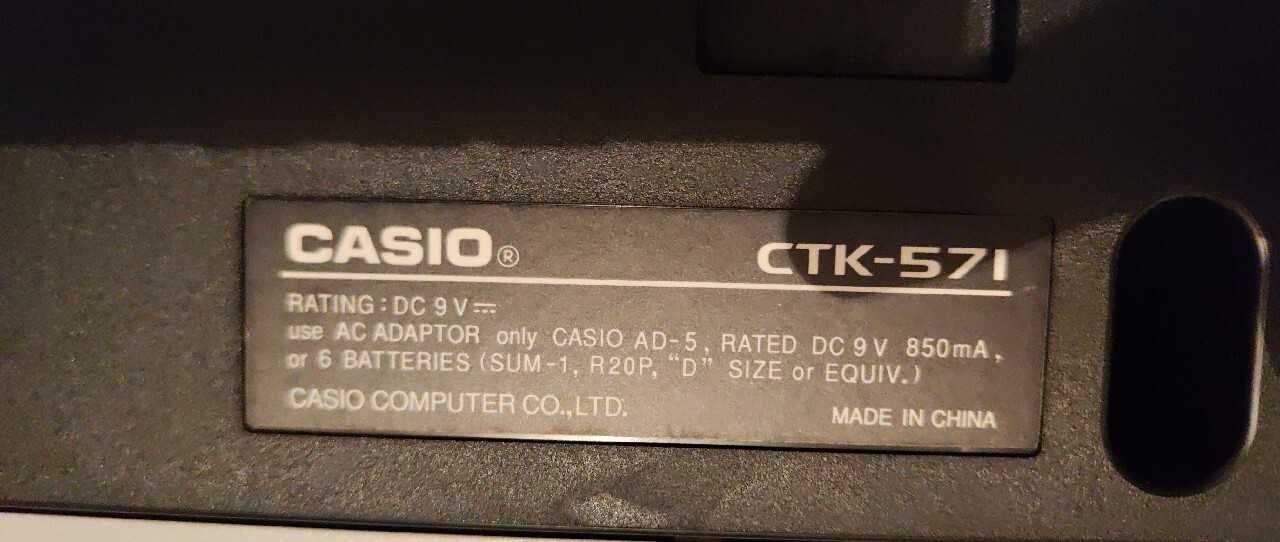 CASIO® CTK-571
RATING : DC 9 V ⎓
use AC ADAPTOR only CASIO AD-5, RATED DC 9 V 850mA,
or 6 BATTERIES (SUM-1, R20P, “D” SIZE or EQUIV.)
CASIO COMPUTER CO.,LTD. MADE IN CHINA